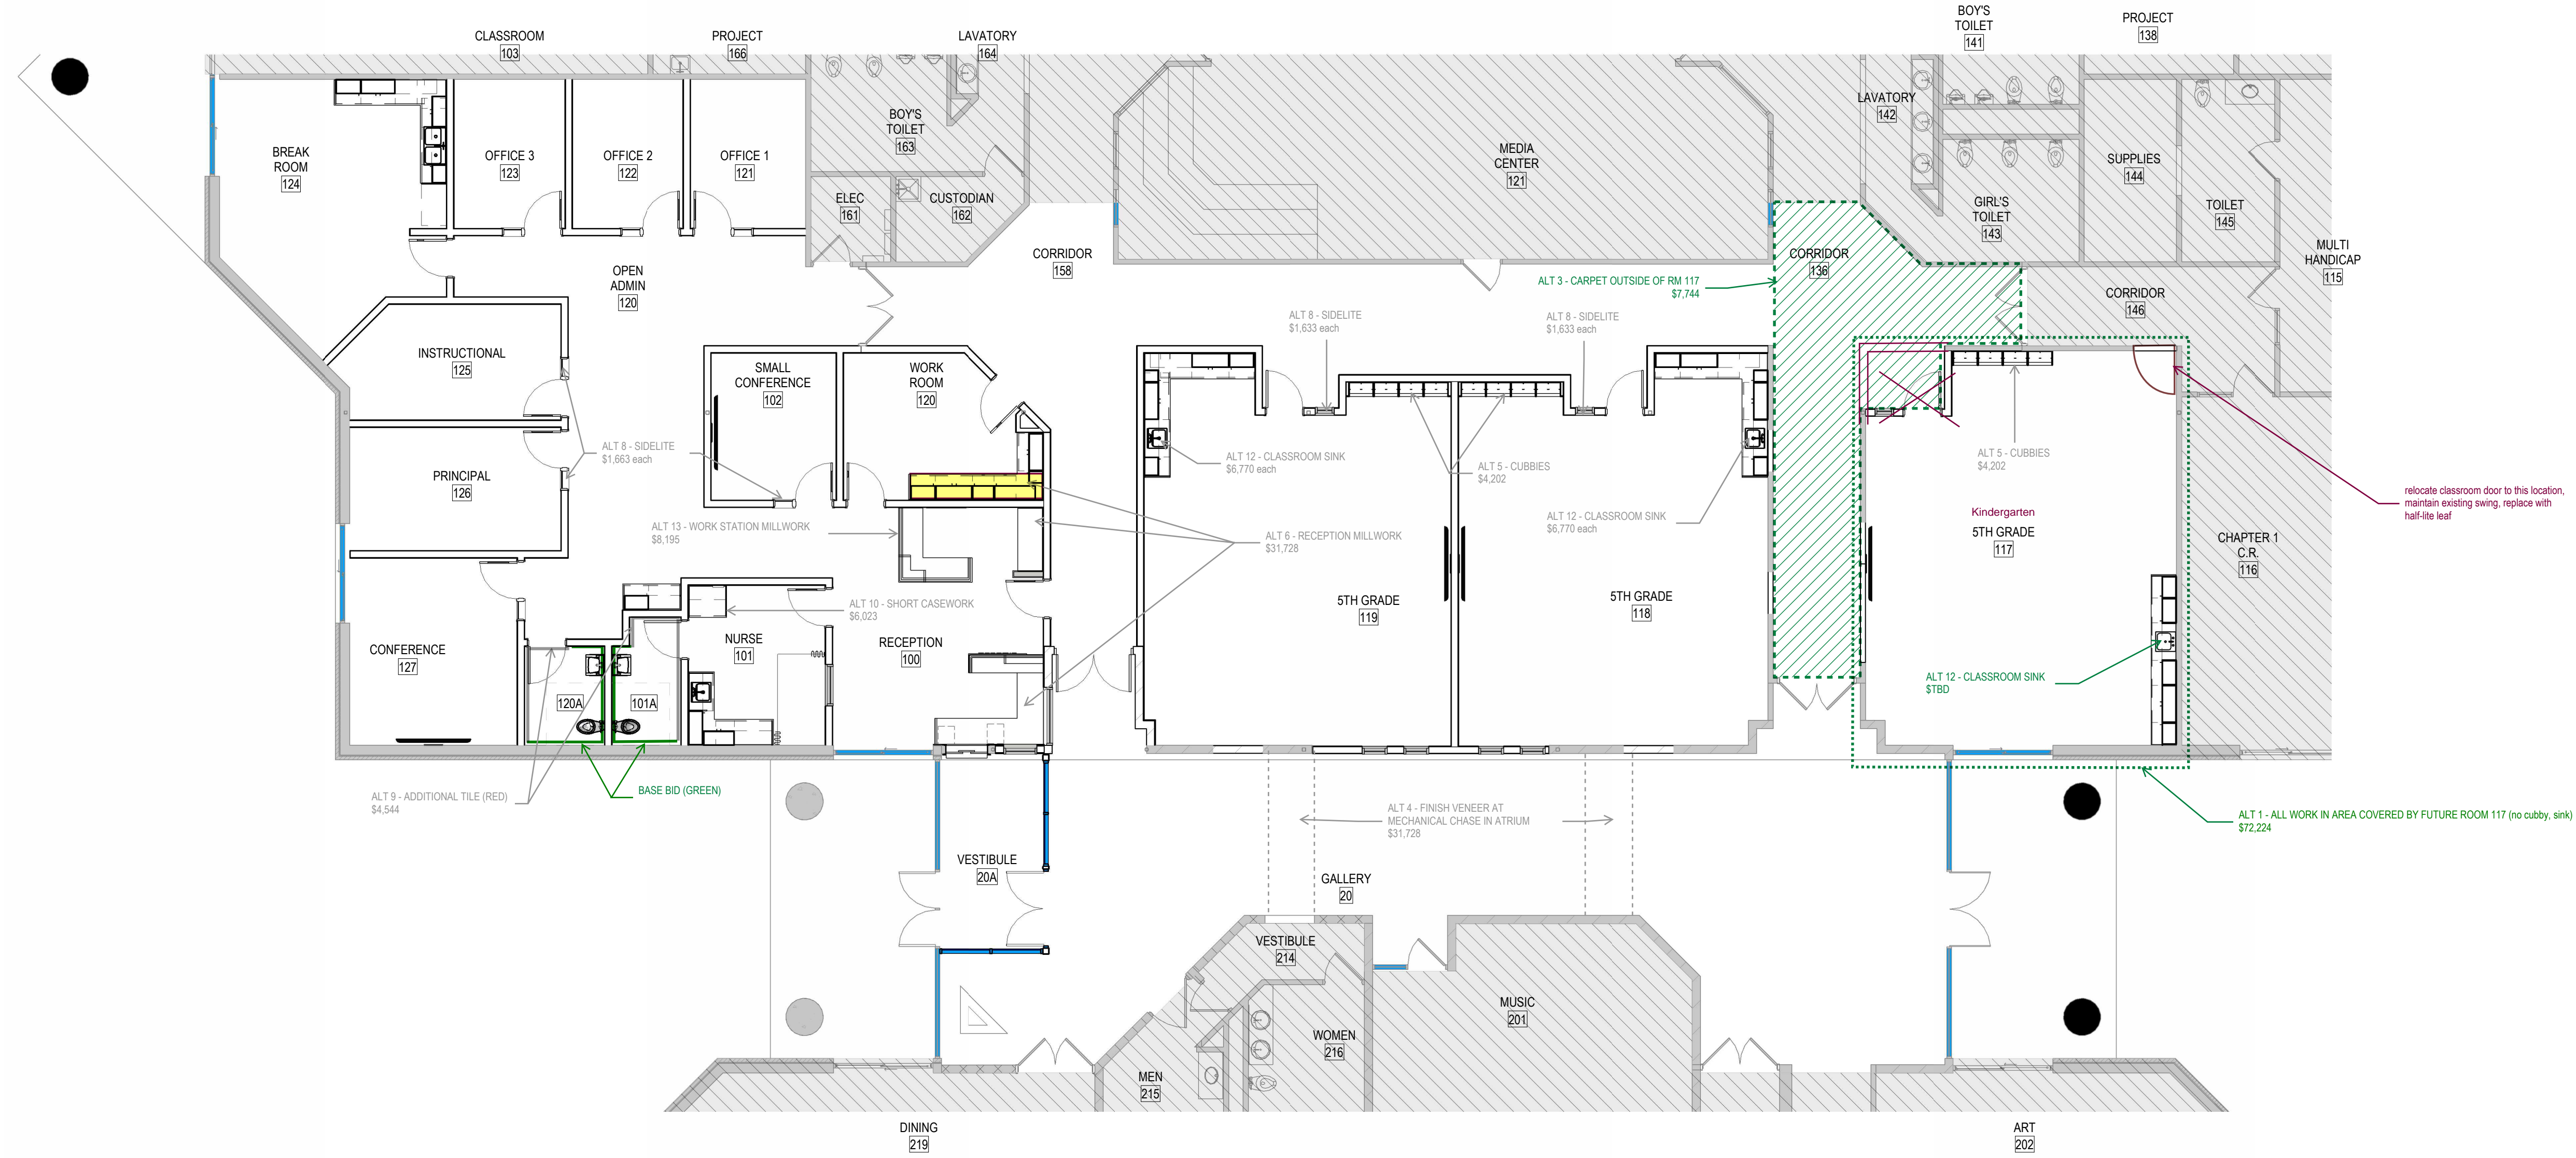 CLASSROOM
103
PROJECT
166
LAVATORY
164
BOY'S
TOILET
141
PROJECT
138
BREAK
ROOM
124
OFFICE 3
123
OFFICE 2
122
OFFICE 1
121
BOY'S
TOILET
163
ELEC
161
CUSTODIAN
162
MEDIA
CENTER
121
LAVATORY
142
GIRL'S
TOILET
143
SUPPLIES
144
TOILET
145
MULTI
HANDICAP
115
OPEN
ADMIN
120
CORRIDOR
158
CORRIDOR
136
CORRIDOR
146
ALT 3 - CARPET OUTSIDE OF RM 117
$7,744
ALT 8 - SIDELITE
$1,633 each
ALT 8 - SIDELITE
$1,633 each
INSTRUCTIONAL
125
SMALL
CONFERENCE
102
WORK
ROOM
120
ALT 8 - SIDELITE
$1,663 each
PRINCIPAL
126
ALT 12 - CLASSROOM SINK
$6,770 each
ALT 5 - CUBBIES
$4,202
ALT 5 - CUBBIES
$4,202
relocate classroom door to this location,
maintain existing swing, replace with
half-lite leaf
ALT 13 - WORK STATION MILLWORK
$8,195
ALT 6 - RECEPTION MILLWORK
$31,728
ALT 12 - CLASSROOM SINK
$6,770 each
Kindergarten
5TH GRADE
117
CHAPTER 1
C.R.
116
ALT 10 - SHORT CASEWORK
$6,023
5TH GRADE
119
5TH GRADE
118
CONFERENCE
127
NURSE
101
RECEPTION
100
120A
101A
ALT 12 - CLASSROOM SINK
$TBD
ALT 9 - ADDITIONAL TILE (RED)
$4,544
BASE BID (GREEN)
ALT 4 - FINISH VENEER AT
MECHANICAL CHASE IN ATRIUM
$31,728
ALT 1 - ALL WORK IN AREA COVERED BY FUTURE ROOM 117 (no cubby, sink)
$72,224
VESTIBULE
20A
GALLERY
20
VESTIBULE
214
MUSIC
201
WOMEN
216
MEN
215
DINING
219
ART
202